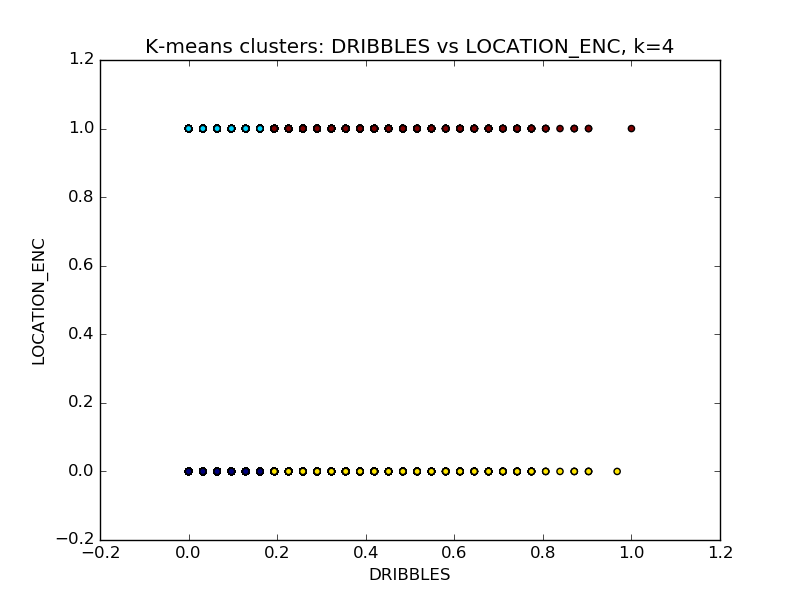 K-means clusters: DRIBBLES vs LOCATION_ENC, k=4
1.2
1.0
0.8
0.6
0.4
0.2
0.0
−0.2
LOCATION_ENC
−0.2 0.0 0.2 0.4 0.6 0.8 1.0 1.2
DRIBBLES